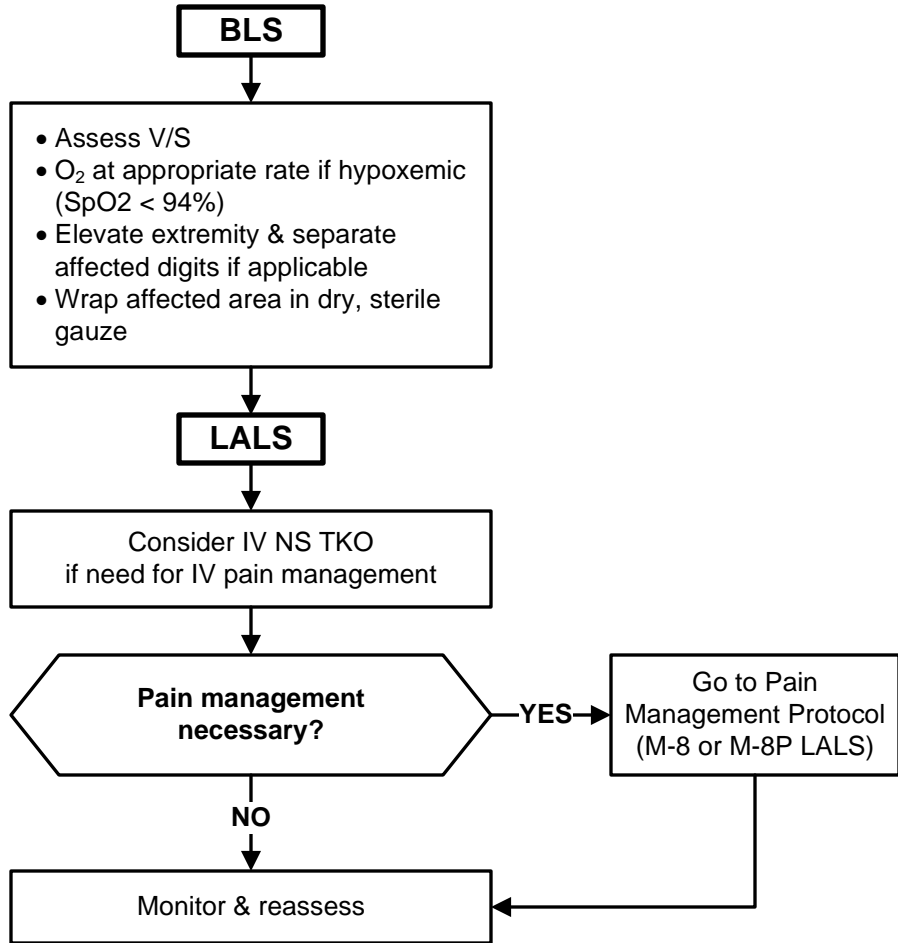 BLS
• Assess V/S
• O₂ at appropriate rate if hypoxemic
(SpO2 < 94%)
• Elevate extremity & separate
affected digits if applicable
• Wrap affected area in dry, sterile
gauze
LALS
Consider IV NS TKO
if need for IV pain management
Pain management
necessary?
YES
Go to Pain
Management Protocol
(M-8 or M-8P LALS)
NO
Monitor & reassess